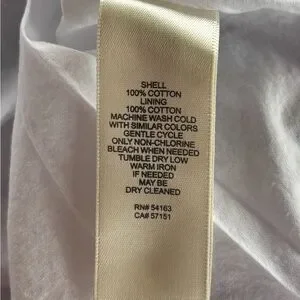 SHELL
100% COTTON
LINING
100% COTTON
MACHINE WASH COLD
WITH SIMILAR COLORS
GENTLE CYCLE
ONLY NON-CHLORINE
BLEACH WHEN NEEDED
TUMBLE DRY LOW
WARM IRON
IF NEEDED
MAY BE
DRY CLEANED
RN# 54163
CA# 57151